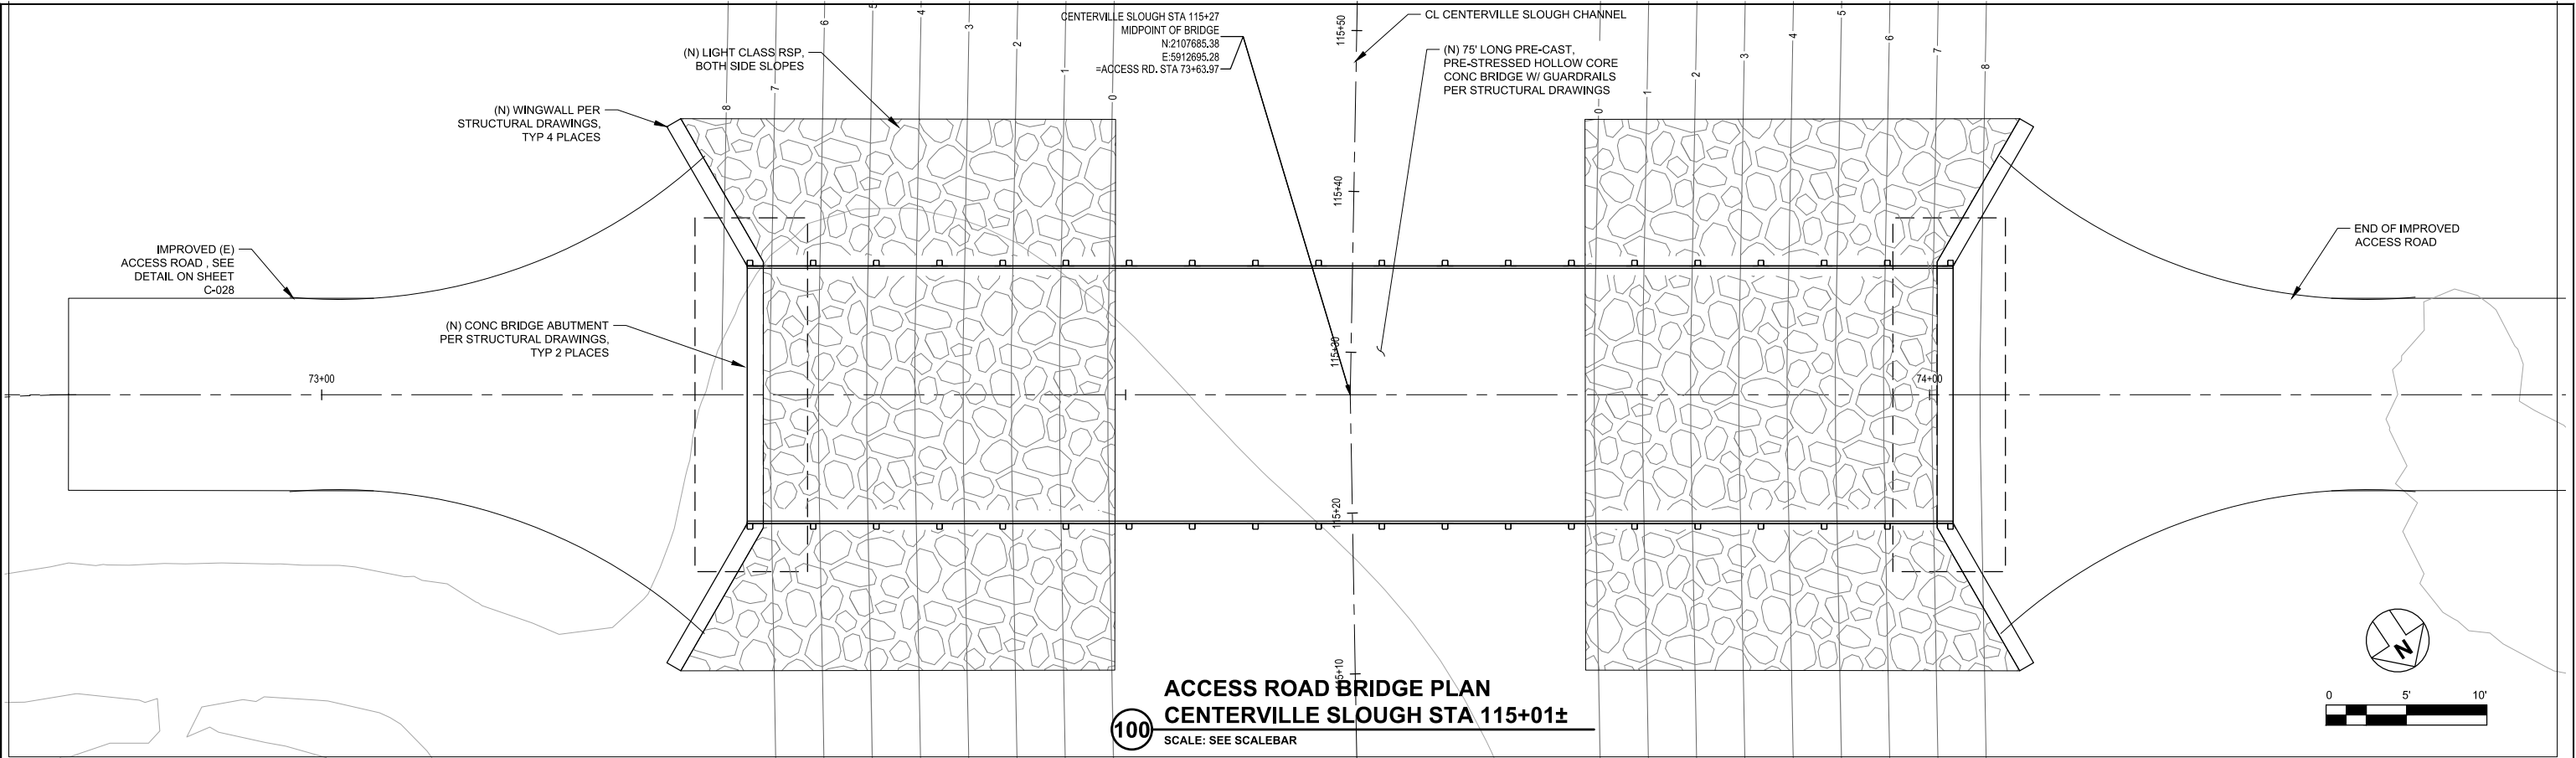 8
7
6
5
4
3
2
1
0
CENTERVILLE SLOUGH STA 115+27
MIDPOINT OF BRIDGE
N:2107685.38
E:5912695.28
=ACCESS RD. STA 73+63.97
115+50
CL CENTERVILLE SLOUGH CHANNEL
(N) 75' LONG PRE-CAST,
PRE-STRESSED HOLLOW CORE
CONC BRIDGE W/ GUARDRAILS
PER STRUCTURAL DRAWINGS
0
1
2
3
4
5
6
7
8
(N) LIGHT CLASS RSP,
BOTH SIDE SLOPES
(N) WINGWALL PER
STRUCTURAL DRAWINGS,
TYP 4 PLACES
115+40
IMPROVED (E)
ACCESS ROAD , SEE
DETAIL ON SHEET
C-028
END OF IMPROVED
ACCESS ROAD
(N) CONC BRIDGE ABUTMENT
PER STRUCTURAL DRAWINGS,
TYP 2 PLACES
115+30
73+00
74+00
115+20
115+10
N
0 5' 10'
100
ACCESS ROAD BRIDGE PLAN
CENTERVILLE SLOUGH STA 115+01±
SCALE: SEE SCALEBAR